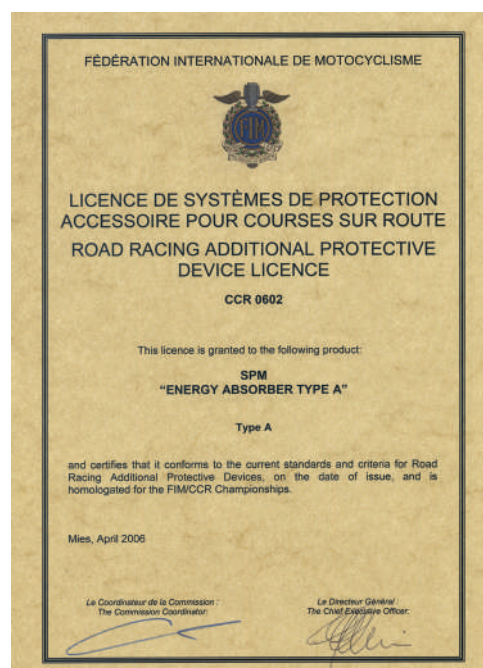 FÉDÉRATION INTERNATIONALE DE MOTOCYCLISME
FIM
LICENCE DE SYSTÈMES DE PROTECTION
ACCESSOIRE POUR COURSES SUR ROUTE
ROAD RACING ADDITIONAL PROTECTIVE
DEVICE LICENCE
CCR 0602
This licence is granted to the following product:
SPM
"ENERGY ABSORBER TYPE A"
Type A
and certifies that it conforms to the current standards and criteria for Road
Racing Additional Protective Devices, on the date of issue, and is
homologated for the FIM/CCR Championships.
Mies, April 2006
Le Coordinateur de la Commission :
The Commission Coordinator:
Le Directeur Général :
The Chief Executive Officer: